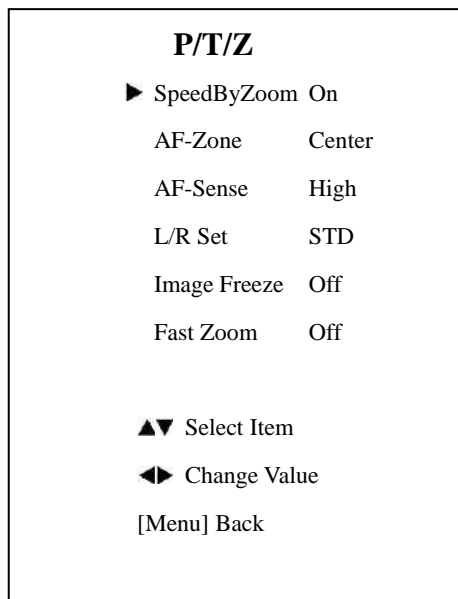 P/T/Z
▶ SpeedByZoom On
AF-Zone Center
AF-Sense High
L/R Set STD
Image Freeze Off
Fast Zoom Off
▲▼ Select Item
◀▶ Change Value
[Menu] Back